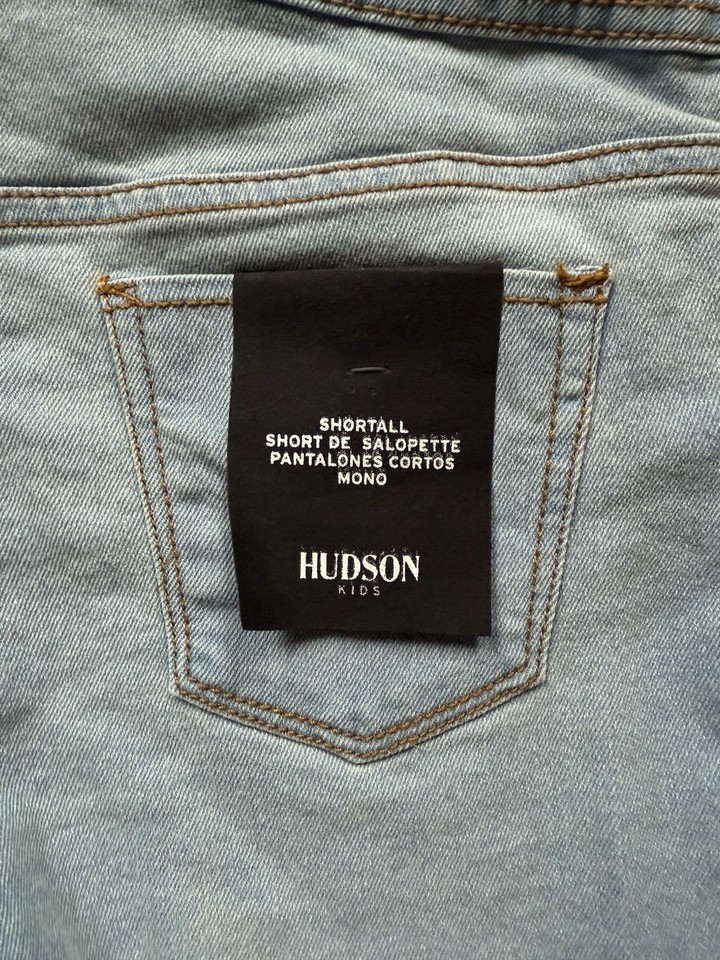 SHORTALL
SHORT DE SALOPETTE
PANTALONES CORTOS
MONO
HUDSON
KIDS